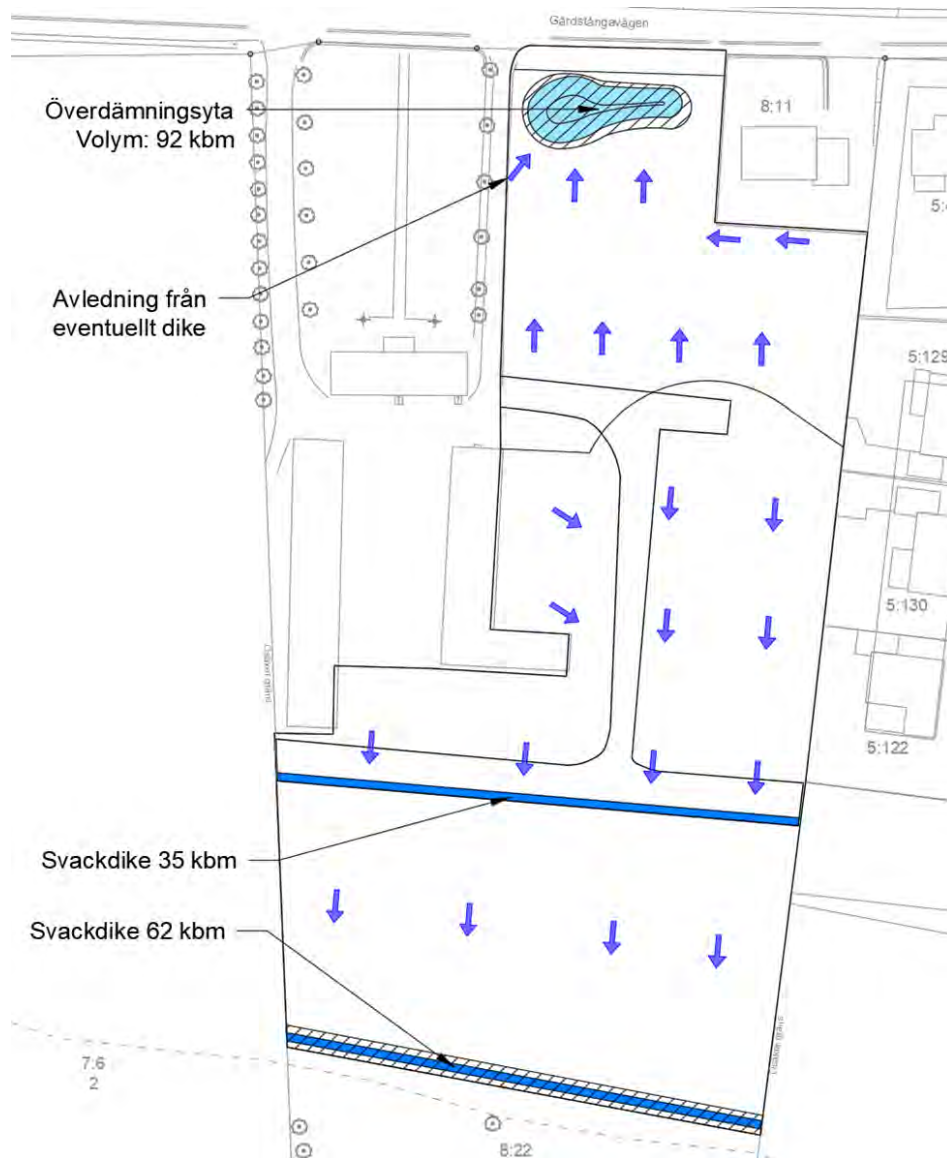 Gårdstångavägen
Överdämningsyta
Volym: 92 kbm
8:11
Avledning från
eventuellt dike
5:129
5:130
5:122
Svackdike 35 kbm
Svackdike 62 kbm
7:6
2
8:22